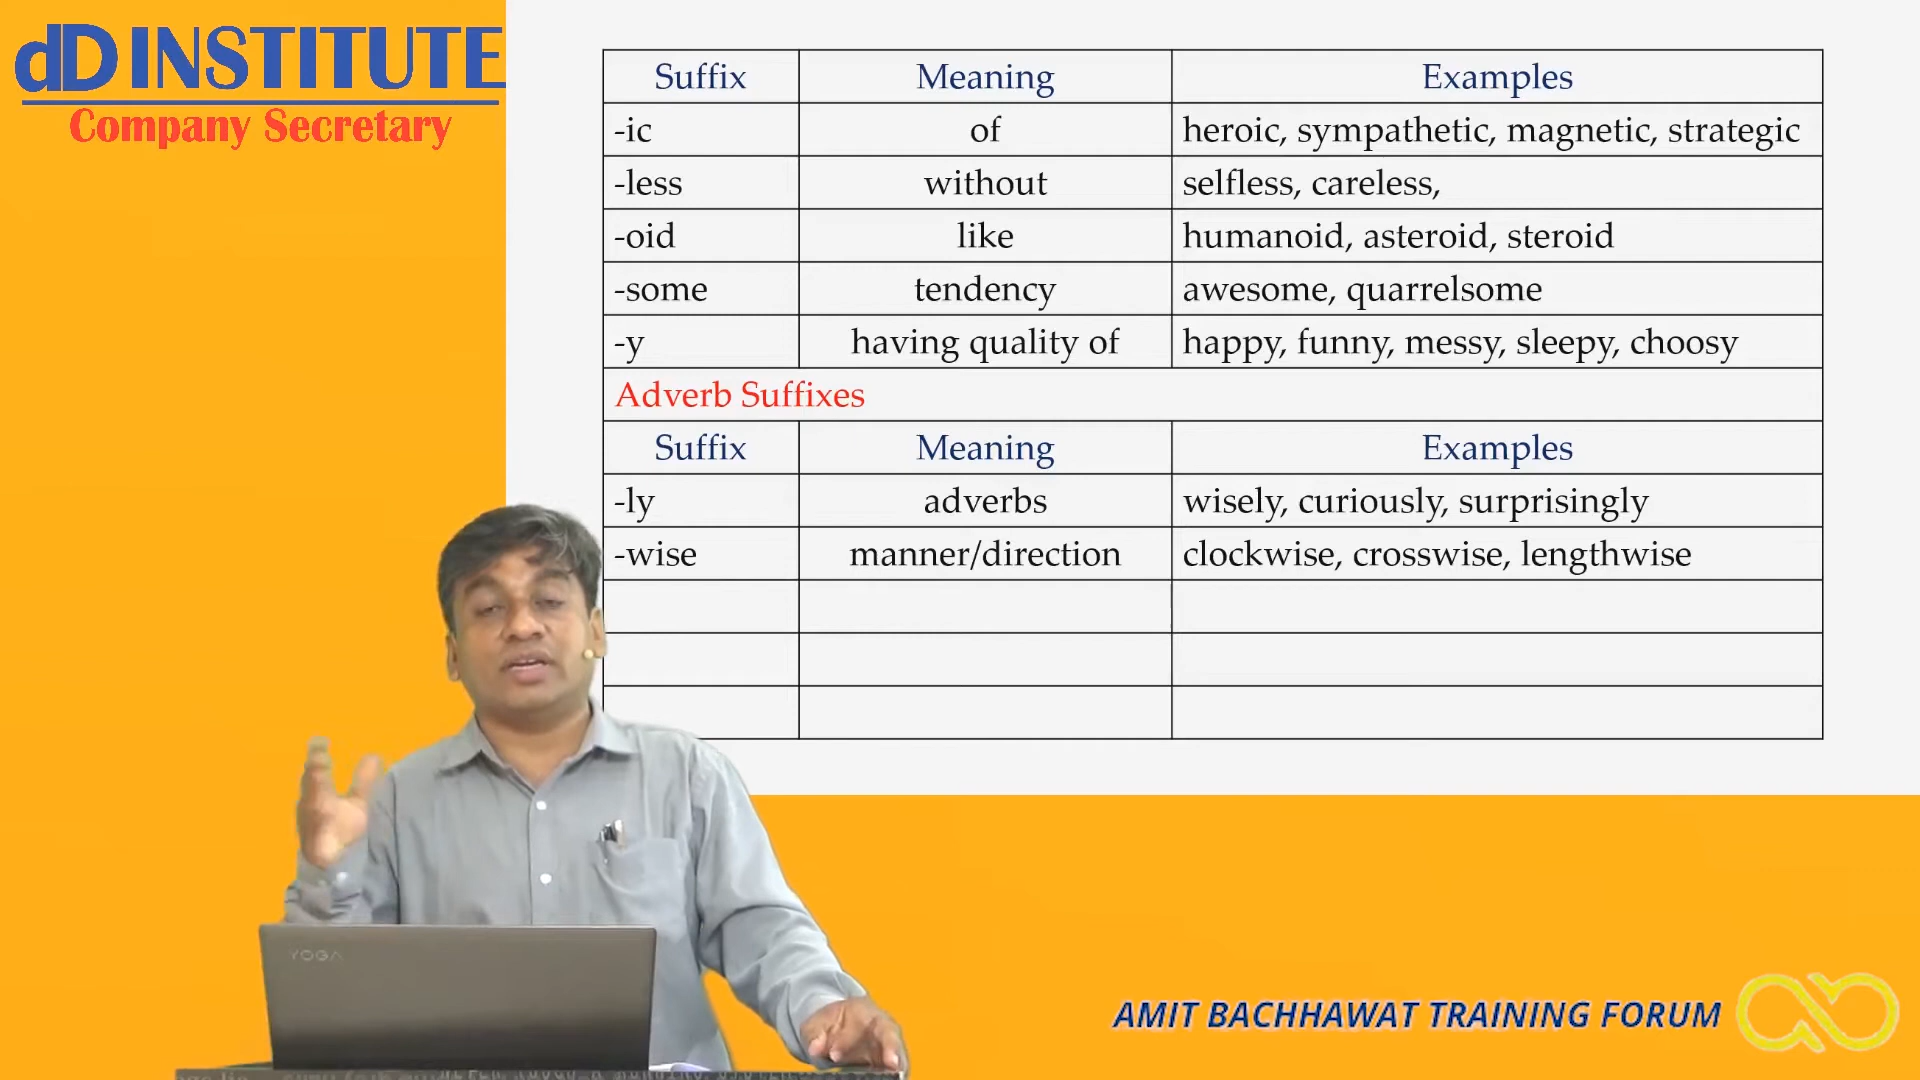 dD INSTITUTE
Company Secretary
Suffix Meaning Examples
-ic of heroic, sympathetic, magnetic, strategic
-less without selfless, careless,
-oid like humanoid, asteroid, steroid
-some tendency awesome, quarrelsome
-y having quality of happy, funny, messy, sleepy, choosy
Adverb Suffixes
Suffix Meaning Examples
-ly adverbs wisely, curiously, surprisingly
-wise manner/direction clockwise, crosswise, lengthwise
YOGA
AMIT BACHHAWAT TRAINING FORUM